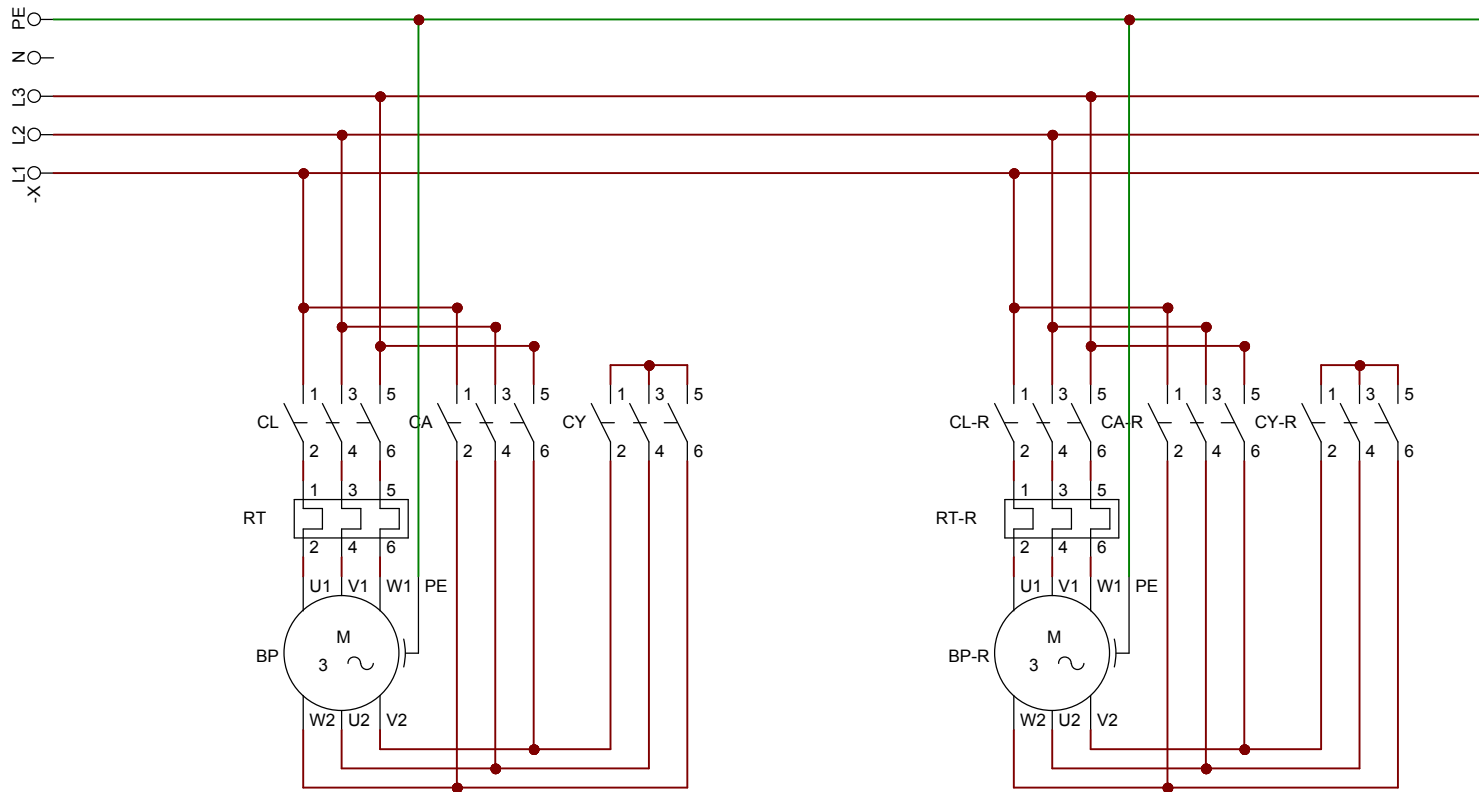 PE
N
L3
L2
L1
-X
1 3 5 1 3 5 1 3 5 1 3 5 1 3 5 1 3 5
CL CA CY CL-R CA-R CY-R
2 4 6 2 4 6 2 4 6 2 4 6 2 4 6 2 4 6
1 3 5 1 3 5
RT RT-R
2 4 6 2 4 6
U1 V1 W1 PE U1 V1 W1 PE
M M
BP 3 BP-R 3
W2 U2 V2 W2 U2 V2